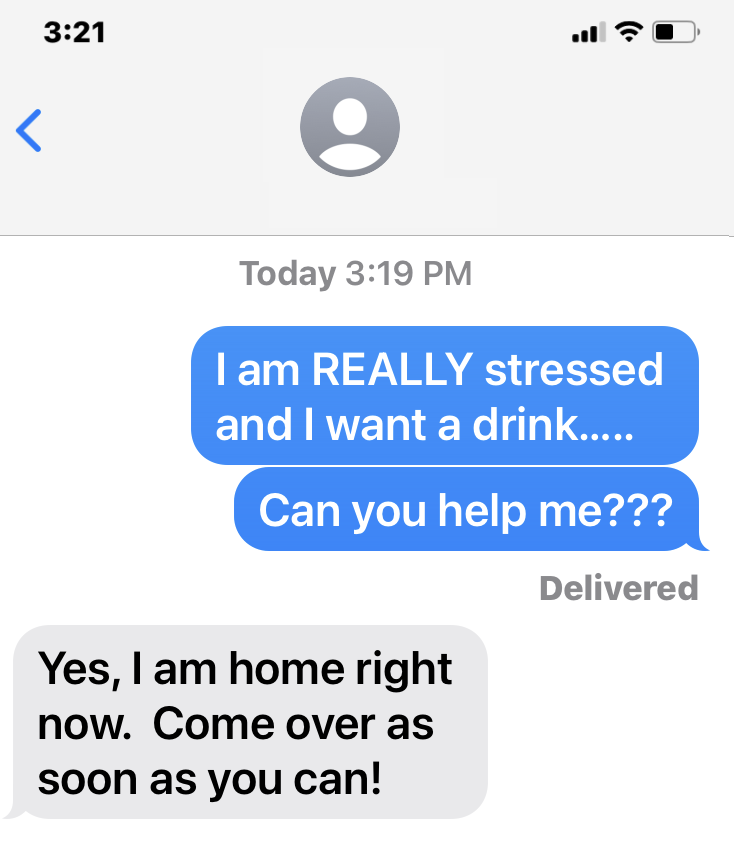 3:21
Today 3:19 PM
I am REALLY stressed
and I want a drink.....
Can you help me???
Delivered
Yes, I am home right
now.  Come over as
soon as you can!